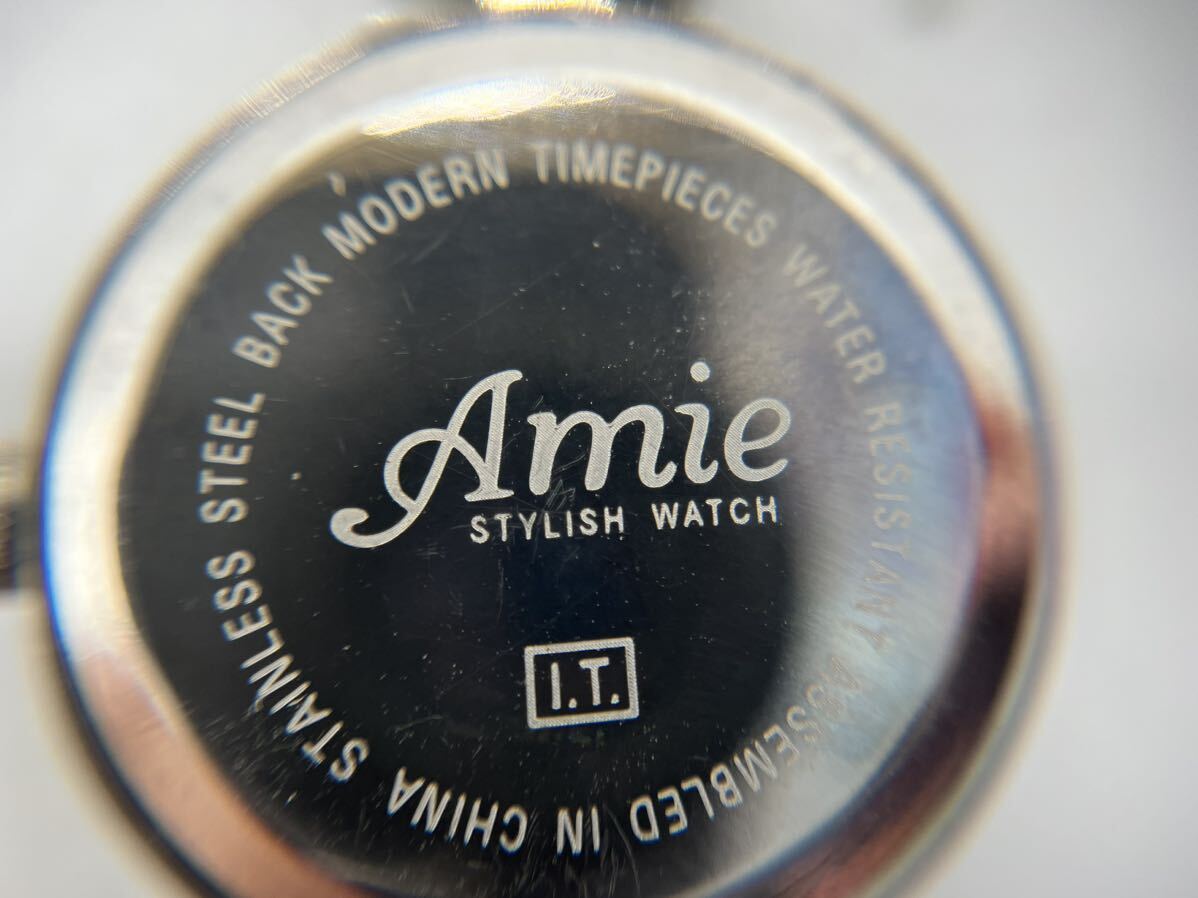 Amie
STYLISH WATCH
I.T.
STAINLESS STEEL BACK MODERN TIMEPIECES WATER RESISTANT ASSEMBLED IN CHINA